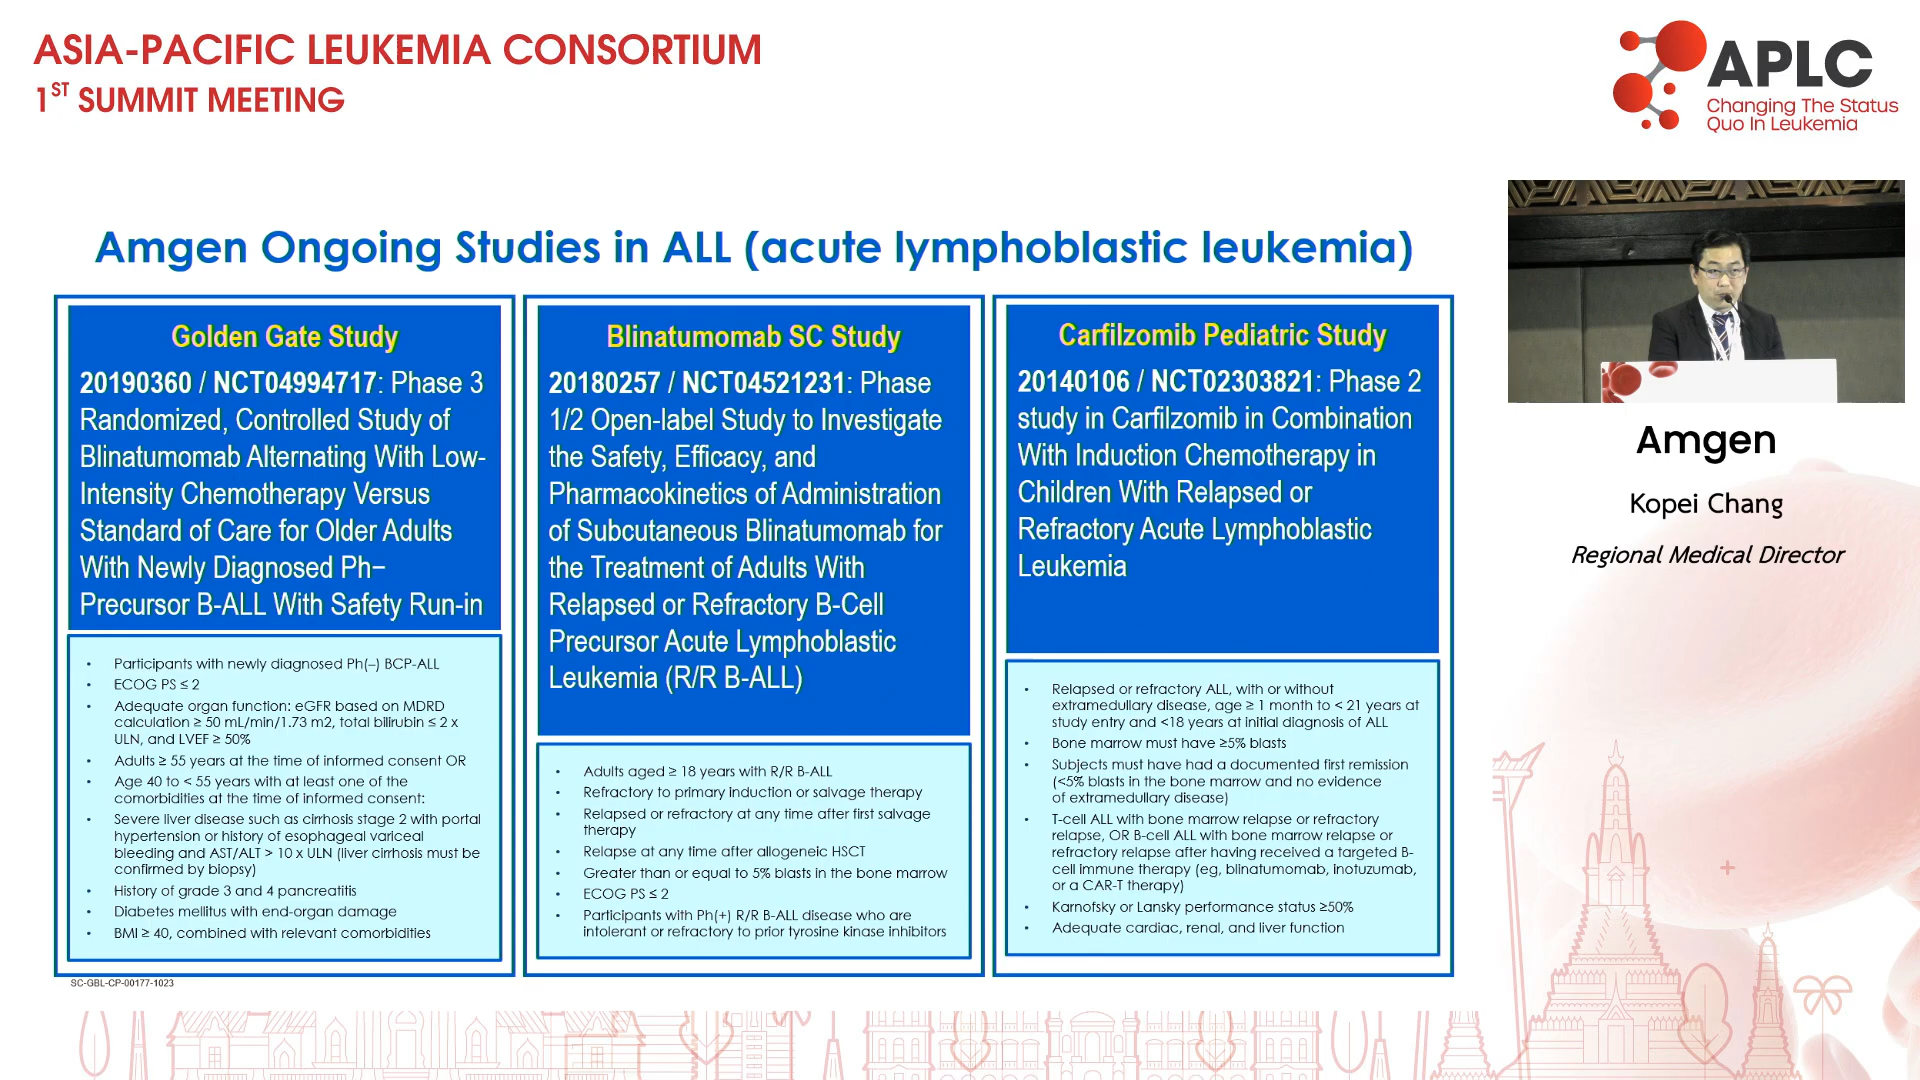 ASIA-PACIFIC LEUKEMIA CONSORTIUM
1ST SUMMIT MEETING
APLC
Changing The Status
Quo In Leukemia
Amgen Ongoing Studies in ALL (acute lymphoblastic leukemia)
Golden Gate Study
20190360 / NCT04994717: Phase 3
Randomized, Controlled Study of
Blinatumomab Alternating With Low-
Intensity Chemotherapy Versus
Standard of Care for Older Adults
With Newly Diagnosed Ph–
Precursor B-ALL With Safety Run-in
• Participants with newly diagnosed Ph(–) BCP-ALL
• ECOG PS ≤ 2
• Adequate organ function: eGFR based on MDRD
calculation ≥ 50 mL/min/1.73 m2, total bilirubin ≤ 2 x
ULN, and LVEF ≥ 50%
• Adults ≥ 55 years at the time of informed consent OR
• Age 40 to < 55 years with at least one of the
comorbidities at the time of informed consent:
• Severe liver disease such as cirrhosis stage 2 with portal
hypertension or history of esophageal variceal
bleeding and AST/ALT > 10 x ULN (liver cirrhosis must be
confirmed by biopsy)
• History of grade 3 and 4 pancreatitis
• Diabetes mellitus with end-organ damage
• BMI ≥ 40, combined with relevant comorbidities
Blinatumomab SC Study
20180257 / NCT04521231: Phase
1/2 Open-label Study to Investigate
the Safety, Efficacy, and
Pharmacokinetics of Administration
of Subcutaneous Blinatumomab for
the Treatment of Adults With
Relapsed or Refractory B-Cell
Precursor Acute Lymphoblastic
Leukemia (R/R B-ALL)
• Adults aged ≥ 18 years with R/R B-ALL
• Refractory to primary induction or salvage therapy
• Relapsed or refractory at any time after first salvage
therapy
• Relapse at any time after allogeneic HSCT
• Greater than or equal to 5% blasts in the bone marrow
• ECOG PS ≤ 2
• Participants with Ph(+) R/R B-ALL disease who are
intolerant or refractory to prior tyrosine kinase inhibitors
Carfilzomib Pediatric Study
20140106 / NCT02303821: Phase 2
study in Carfilzomib in Combination
With Induction Chemotherapy in
Children With Relapsed or
Refractory Acute Lymphoblastic
Leukemia
• Relapsed or refractory ALL, with or without
extramedullary disease, age ≥ 1 month to < 21 years at
study entry and <18 years at initial diagnosis of ALL
• Bone marrow must have ≥5% blasts
• Subjects must have had a documented first remission
(<5% blasts in the bone marrow and no evidence
of extramedullary disease)
• T-cell ALL with bone marrow relapse or refractory
relapse, OR B-cell ALL with bone marrow relapse or
refractory relapse after having received a targeted B-
cell immune therapy (eg, blinatumomab, inotuzumab,
or a CAR-T therapy)
• Karnofsky or Lansky performance status ≥50%
• Adequate cardiac, renal, and liver function
SC-GBL-CP-00177-1023
Amgen
Kopei Chang
Regional Medical Director